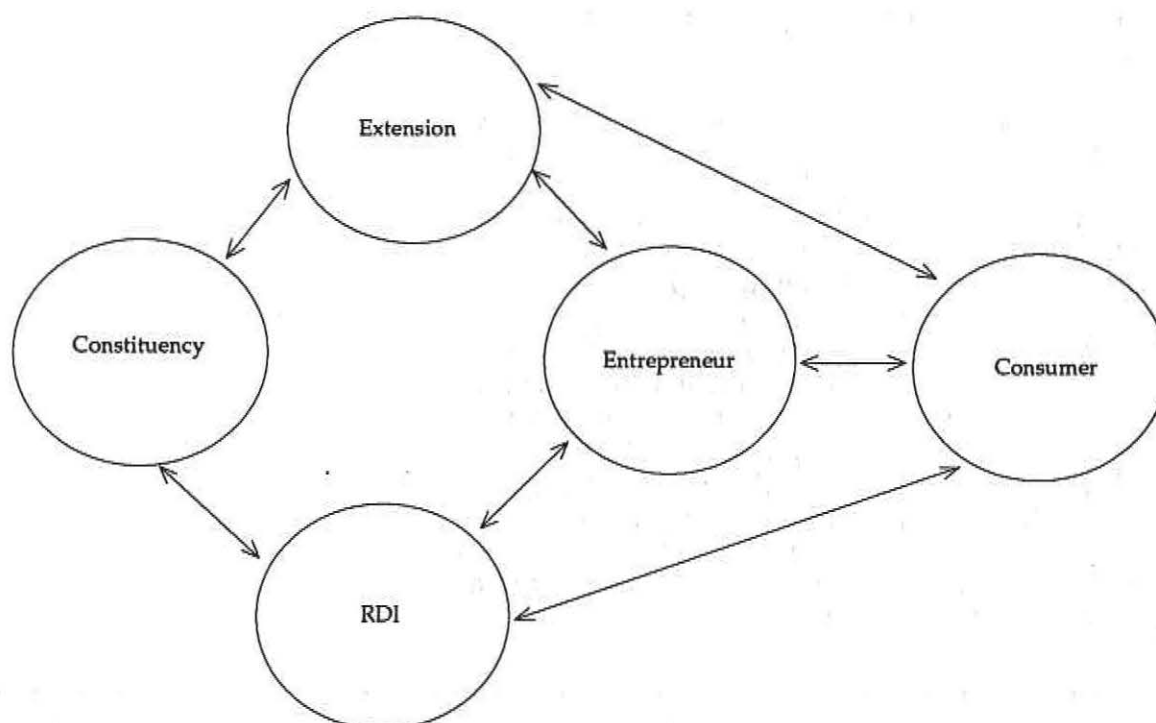 Extension
Constituency
Entrepreneur
Consumer
RDI